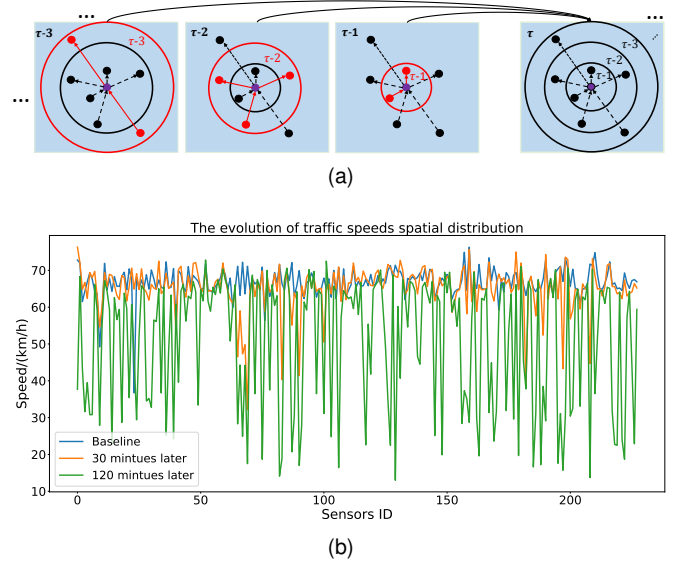 ...
...
τ-3
τ-3
τ-2
τ-2
τ-1
τ-1
τ
τ-3
τ-2
τ-1
...
...
(a)
The evolution of traffic speeds spatial distribution
Speed/(km/h)
70
60
50
40
30
20
10
Baseline
30 mintues later
120 mintues later
0
50
100
150
200
Sensors ID
(b)